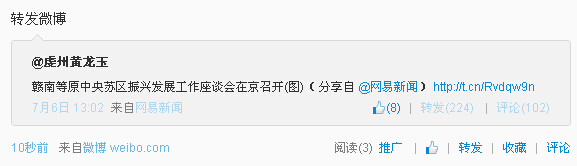 转发微博
@虔州黄龙玉
赣南等原中央苏区振兴发展工作座谈会在京召开(图)（分享自 @网易新闻） http://t.cn/Rvdqw9n
7月6日 13:02 来自网易新闻 (8) | 转发(224) | 评论(102)
10秒前 来自微博 weibo.com 阅读(3) 推广 | | 转发 | 收藏 | 评论